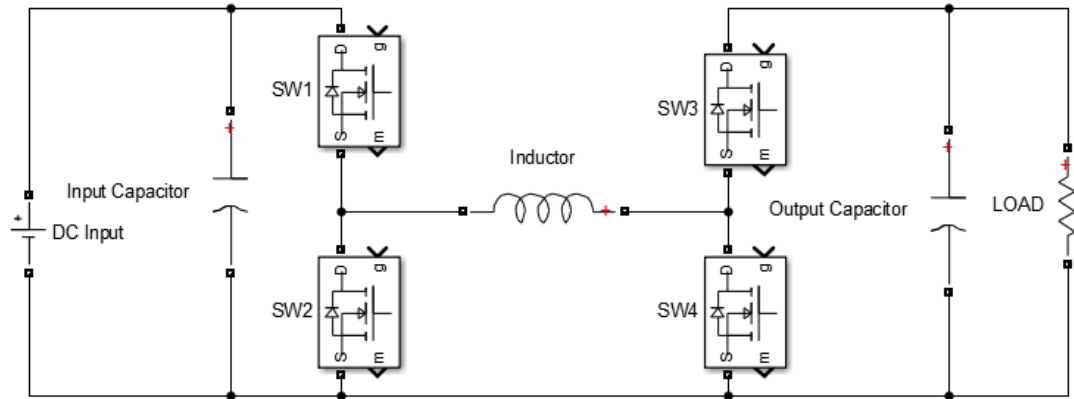 D
g
SW1
S
m
D
g
SW3
S
m
Inductor
Input Capacitor
+
DC Input
Output Capacitor
LOAD
D
g
SW2
S
m
D
g
SW4
S
m